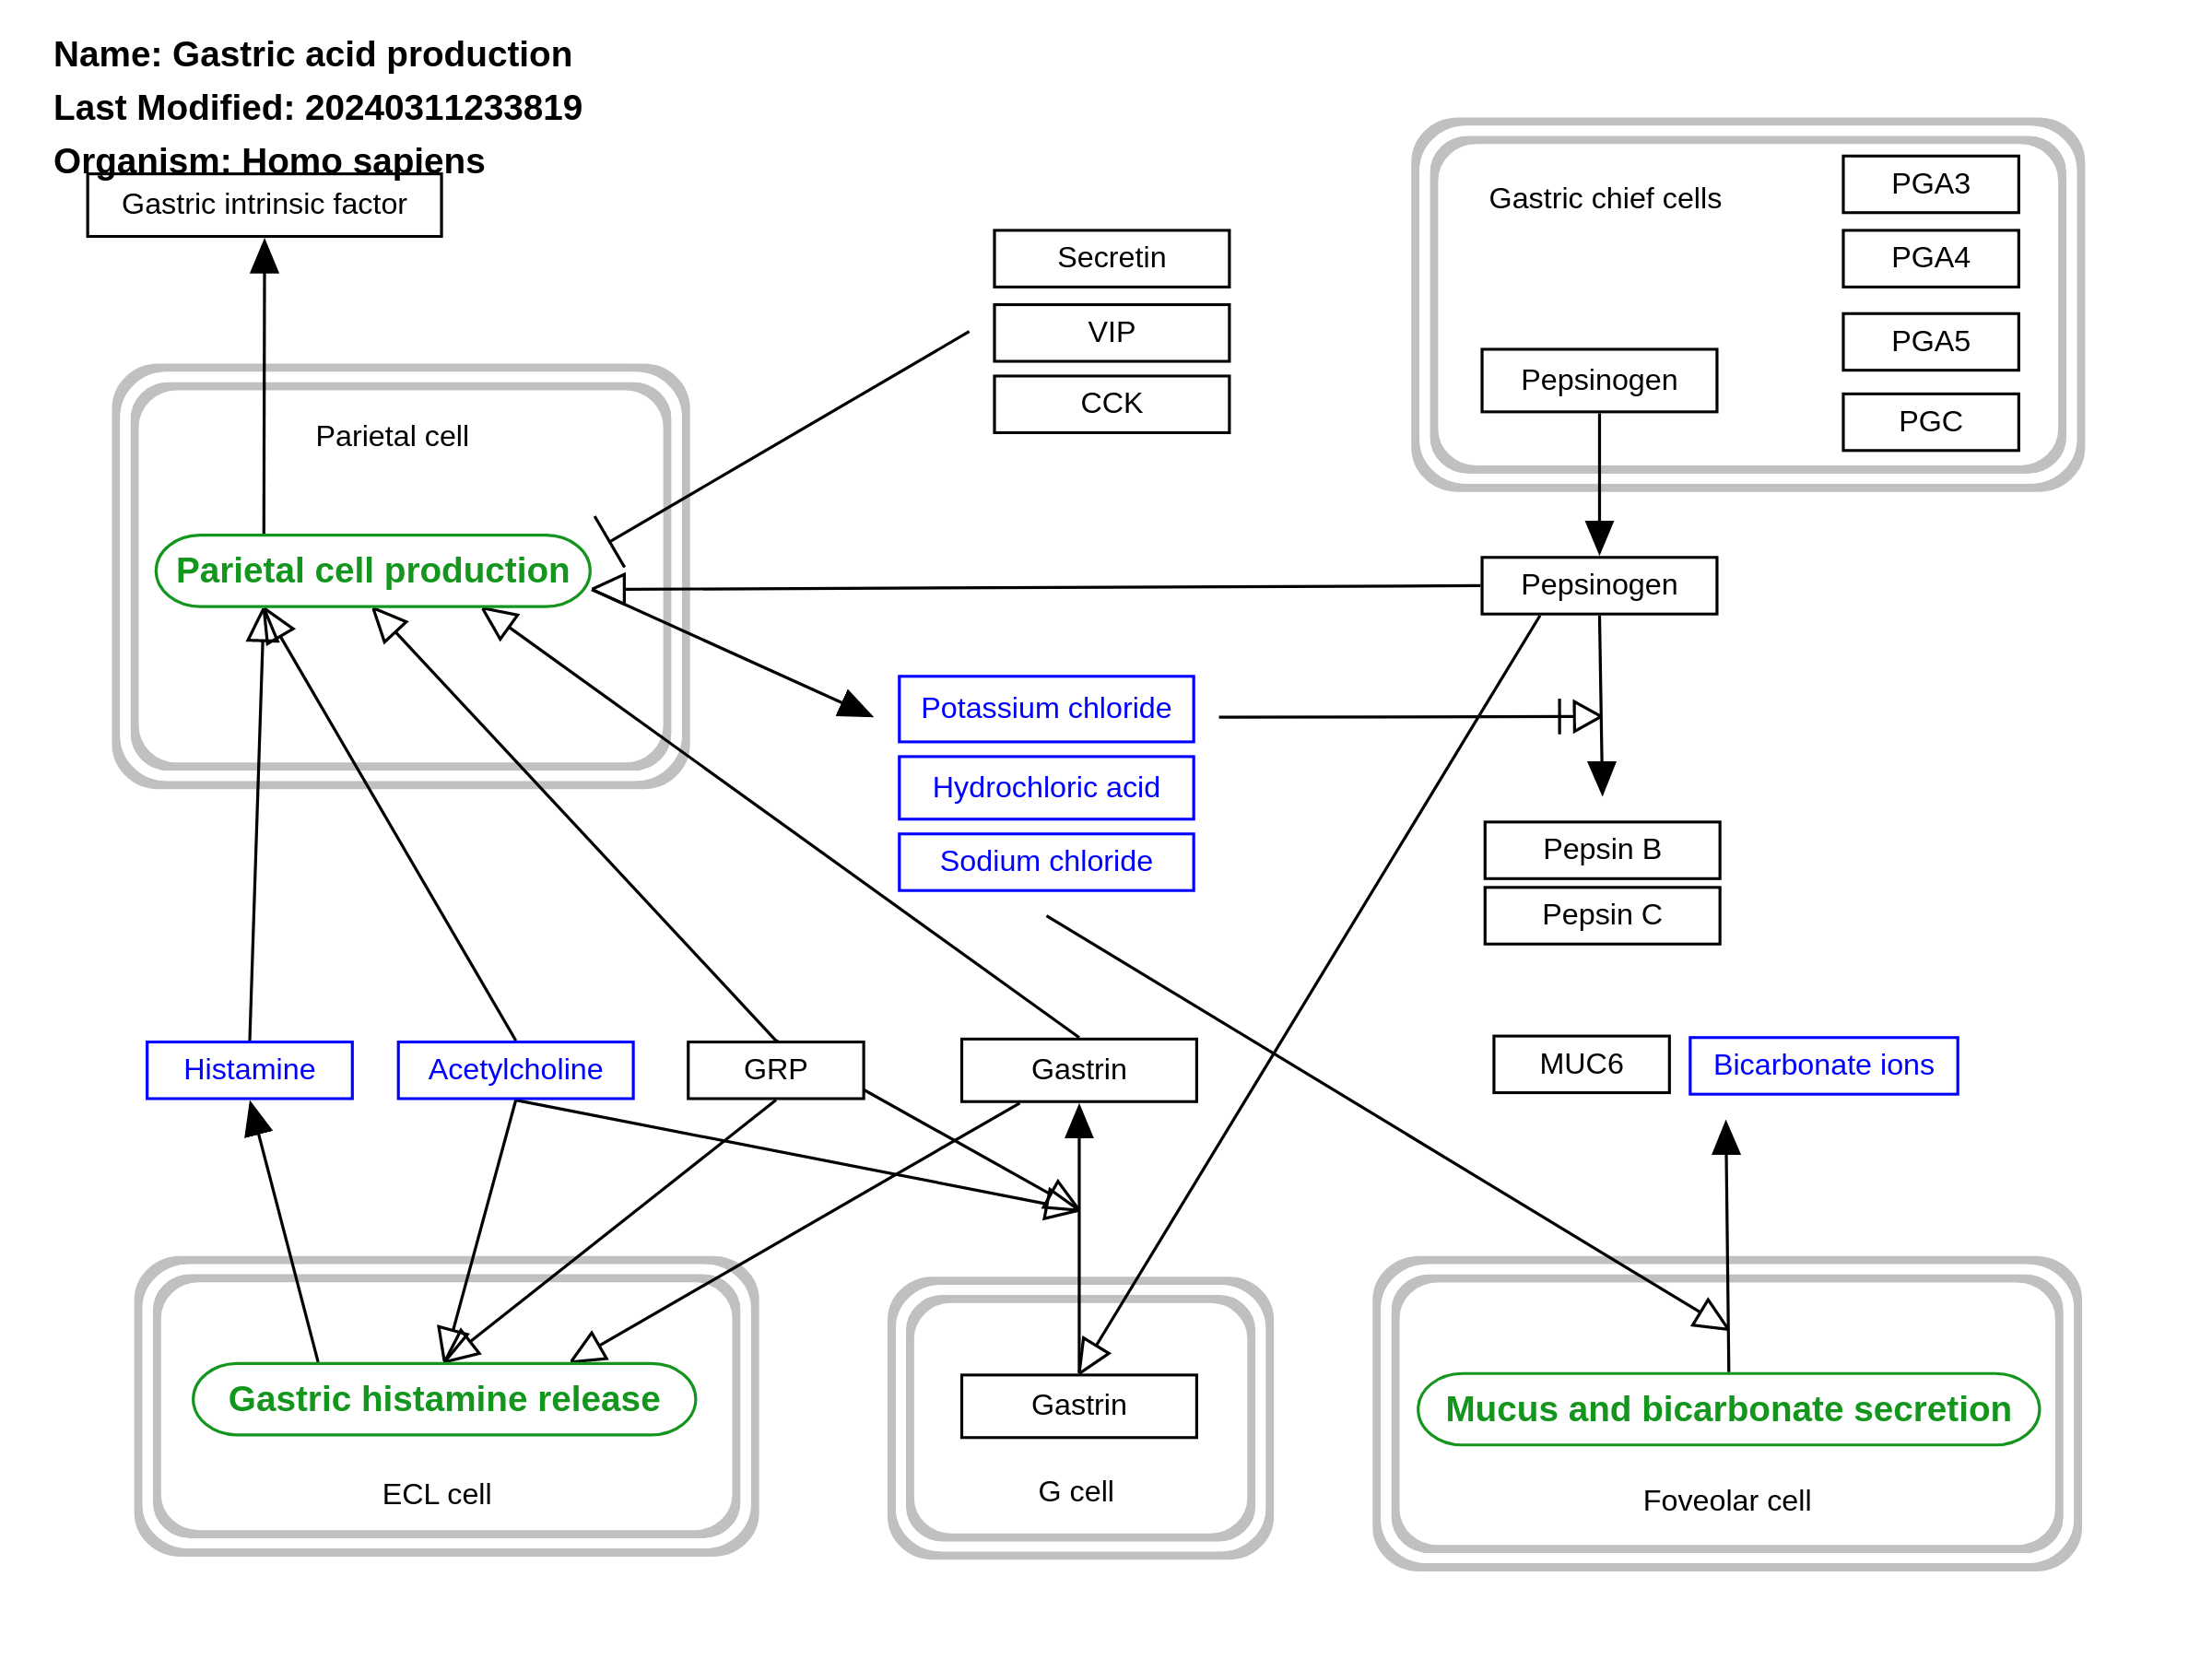 Name: Gastric acid production
Last Modified: 20240311233819
Organism: Homo sapiens
Gastric intrinsic factor
Gastric chief cells
PGA3
PGA4
PGA5
PGC
Pepsinogen
Secretin
VIP
CCK
Parietal cell
Parietal cell production
Pepsinogen
Potassium chloride
Hydrochloric acid
Sodium chloride
Pepsin B
Pepsin C
Histamine
Acetylcholine
GRP
Gastrin
MUC6
Bicarbonate ions
Gastric histamine release
ECL cell
Gastrin
G cell
Mucus and bicarbonate secretion
Foveolar cell